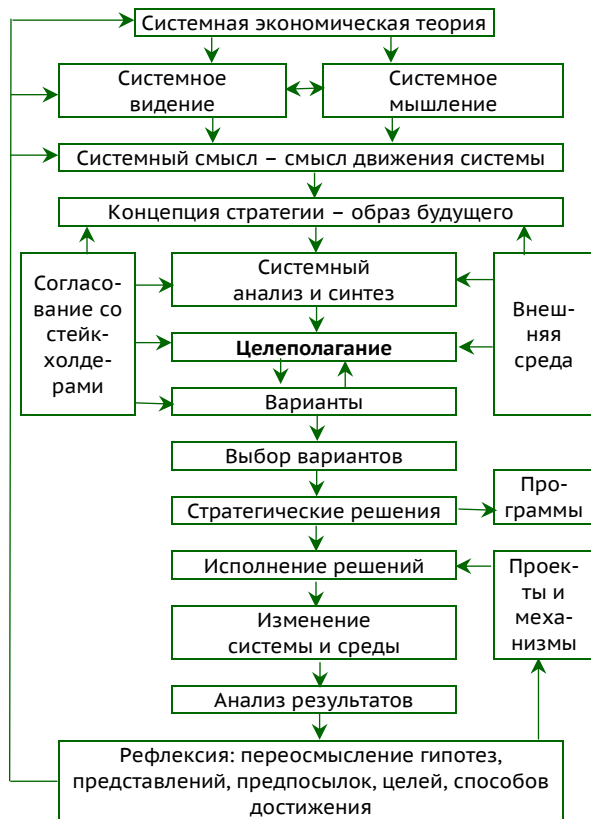 Системная экономическая теория
Системное
видение
Системное
мышление
Системный смысл – смысл движения системы
Концепция стратегии – образ будущего
Согласо-
вание со
стейк-
холде-
рами
Системный
анализ и синтез
Внеш-
няя
среда
Целеполагание
Варианты
Выбор вариантов
Стратегические решения
Про-
граммы
Исполнение решений
Проек-
ты и
меха-
низмы
Изменение
системы и среды
Анализ результатов
Рефлексия: переосмысление гипотез,
представлений, предпосылок, целей, способов
достижения